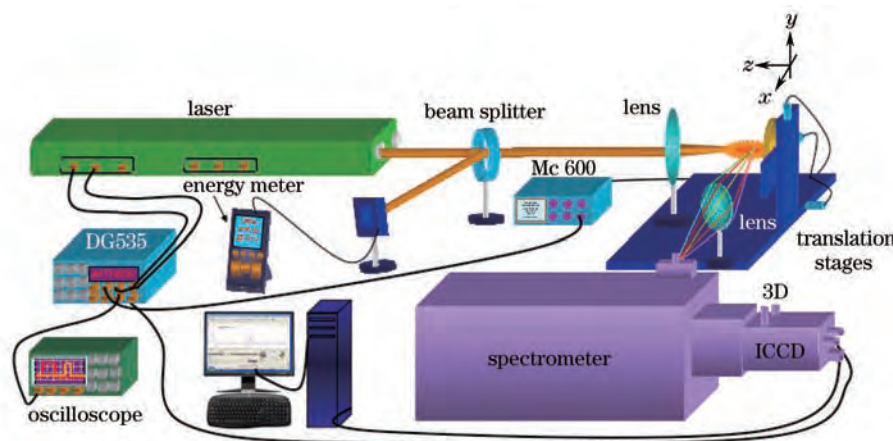 y
z
x
laser
beam splitter
lens
Mc 600
energy meter
DG535
lens
translation
stages
3D
spectrometer
ICCD
oscilloscope